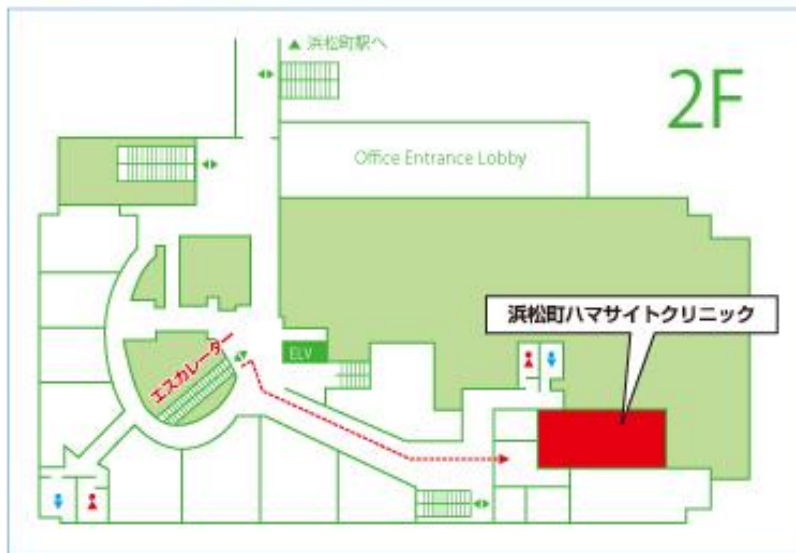 ▲ 浜松町駅へ
2F
Office Entrance Lobby
浜松町ハマサイトクリニック
エスカレーター
ELV